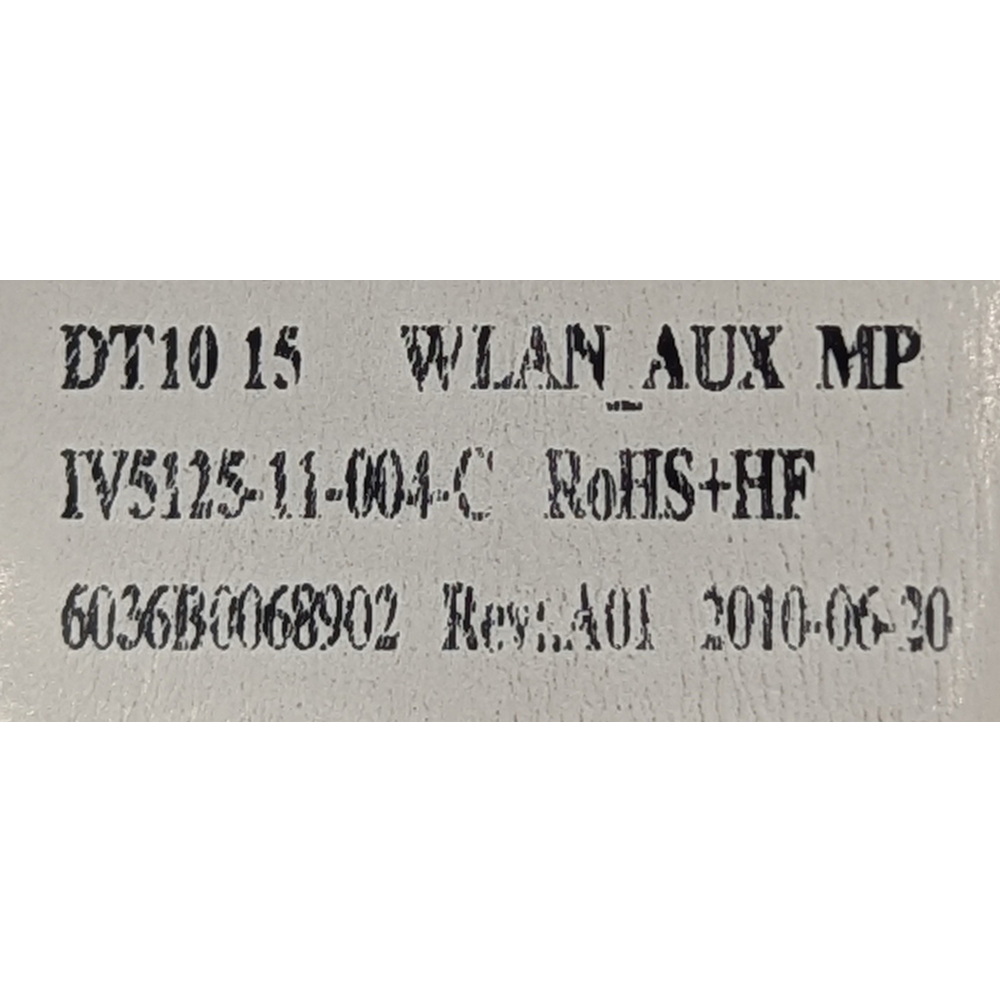 DT10 15 WLAN_AUX MP
IV5125-11-004-C RoHS+HF
6036B0068902 Rev:A01 2010-06-20